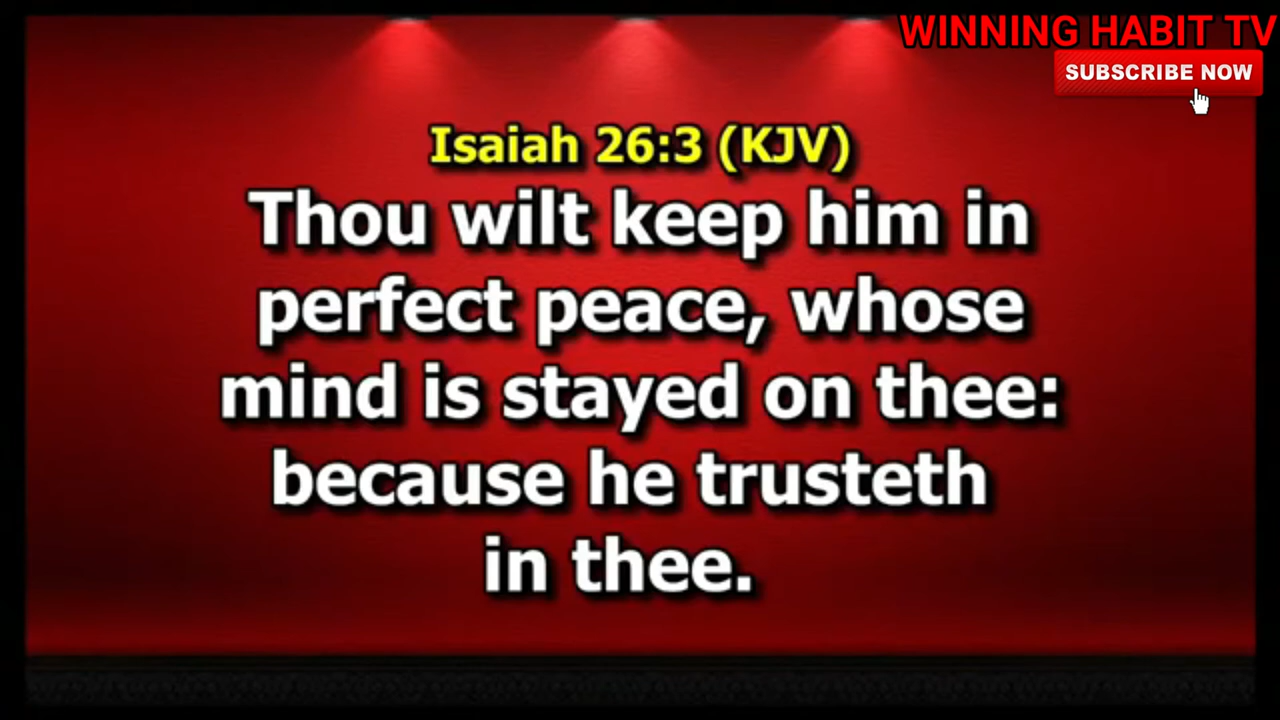 WINNING HABIT TV
SUBSCRIBE NOW
Isaiah 26:3 (KJV)
Thou wilt keep him in
perfect peace, whose
mind is stayed on thee:
because he trusteth
in thee.